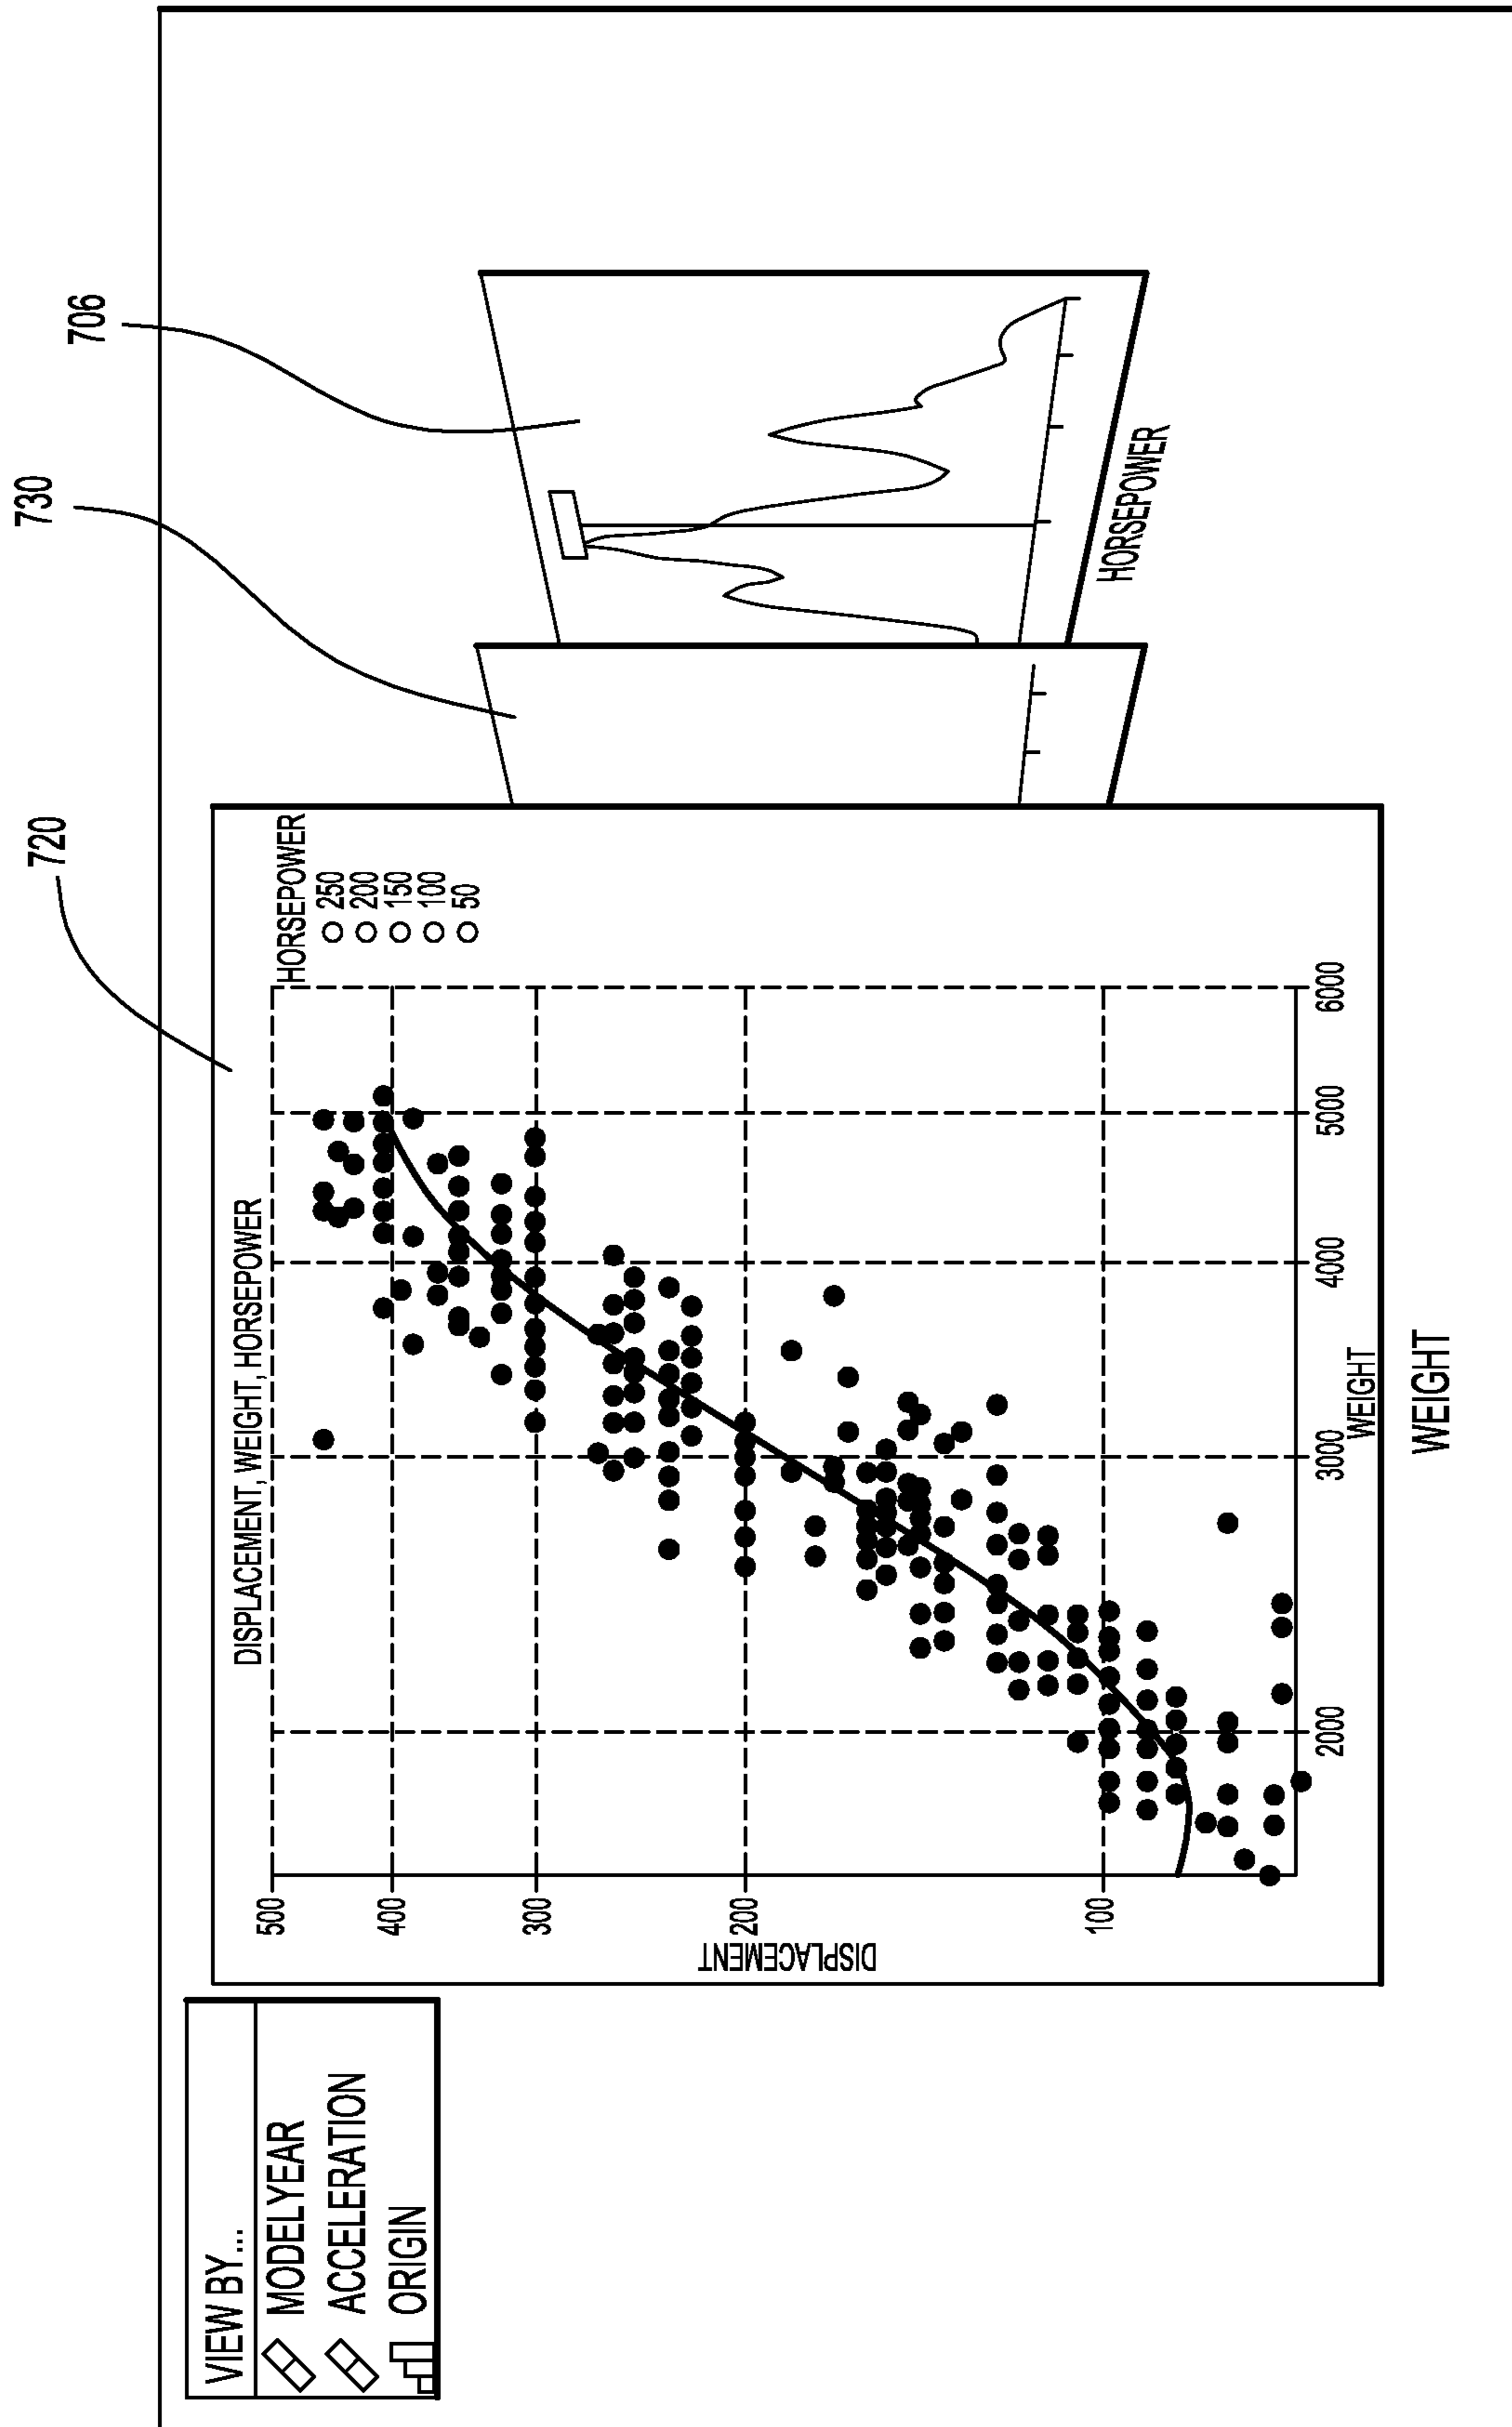 720
730
706
VIEW BY...
MODELYEAR
ACCELERATION
ORIGIN
DISPLACEMENT, WEIGHT, HORSEPOWER
HORSEPOWER
250
200
150
100
50
500
400
300
200
100
DISPLACEMENT
2000
3000
4000
5000
6000
WEIGHT
WEIGHT
HORSEPOWER